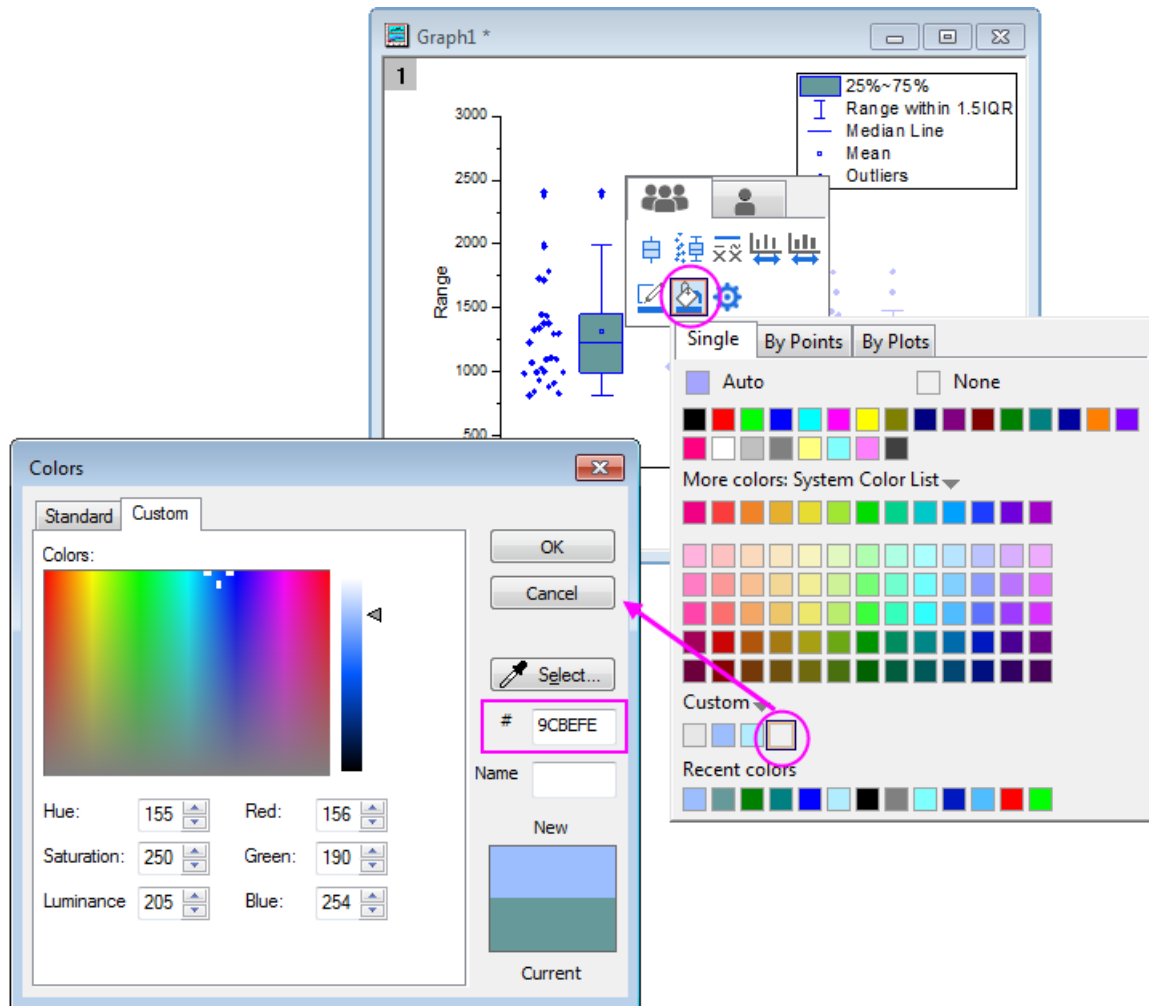 Graph1 *
1
25%~75%
Range within 1.5IQR
Median Line
Mean
Outliers
3000
2500
2000
1500
1000
500
Range
Single
By Points
By Plots
Auto
None
More colors: System Color List
Custom
Recent colors
Colors
Standard
Custom
Colors:
OK
Cancel
Select...
# 9CBEFE
Name
Hue: 155 Red: 156
Saturation: 250 Green: 190
Luminance 205 Blue: 254
New
Current